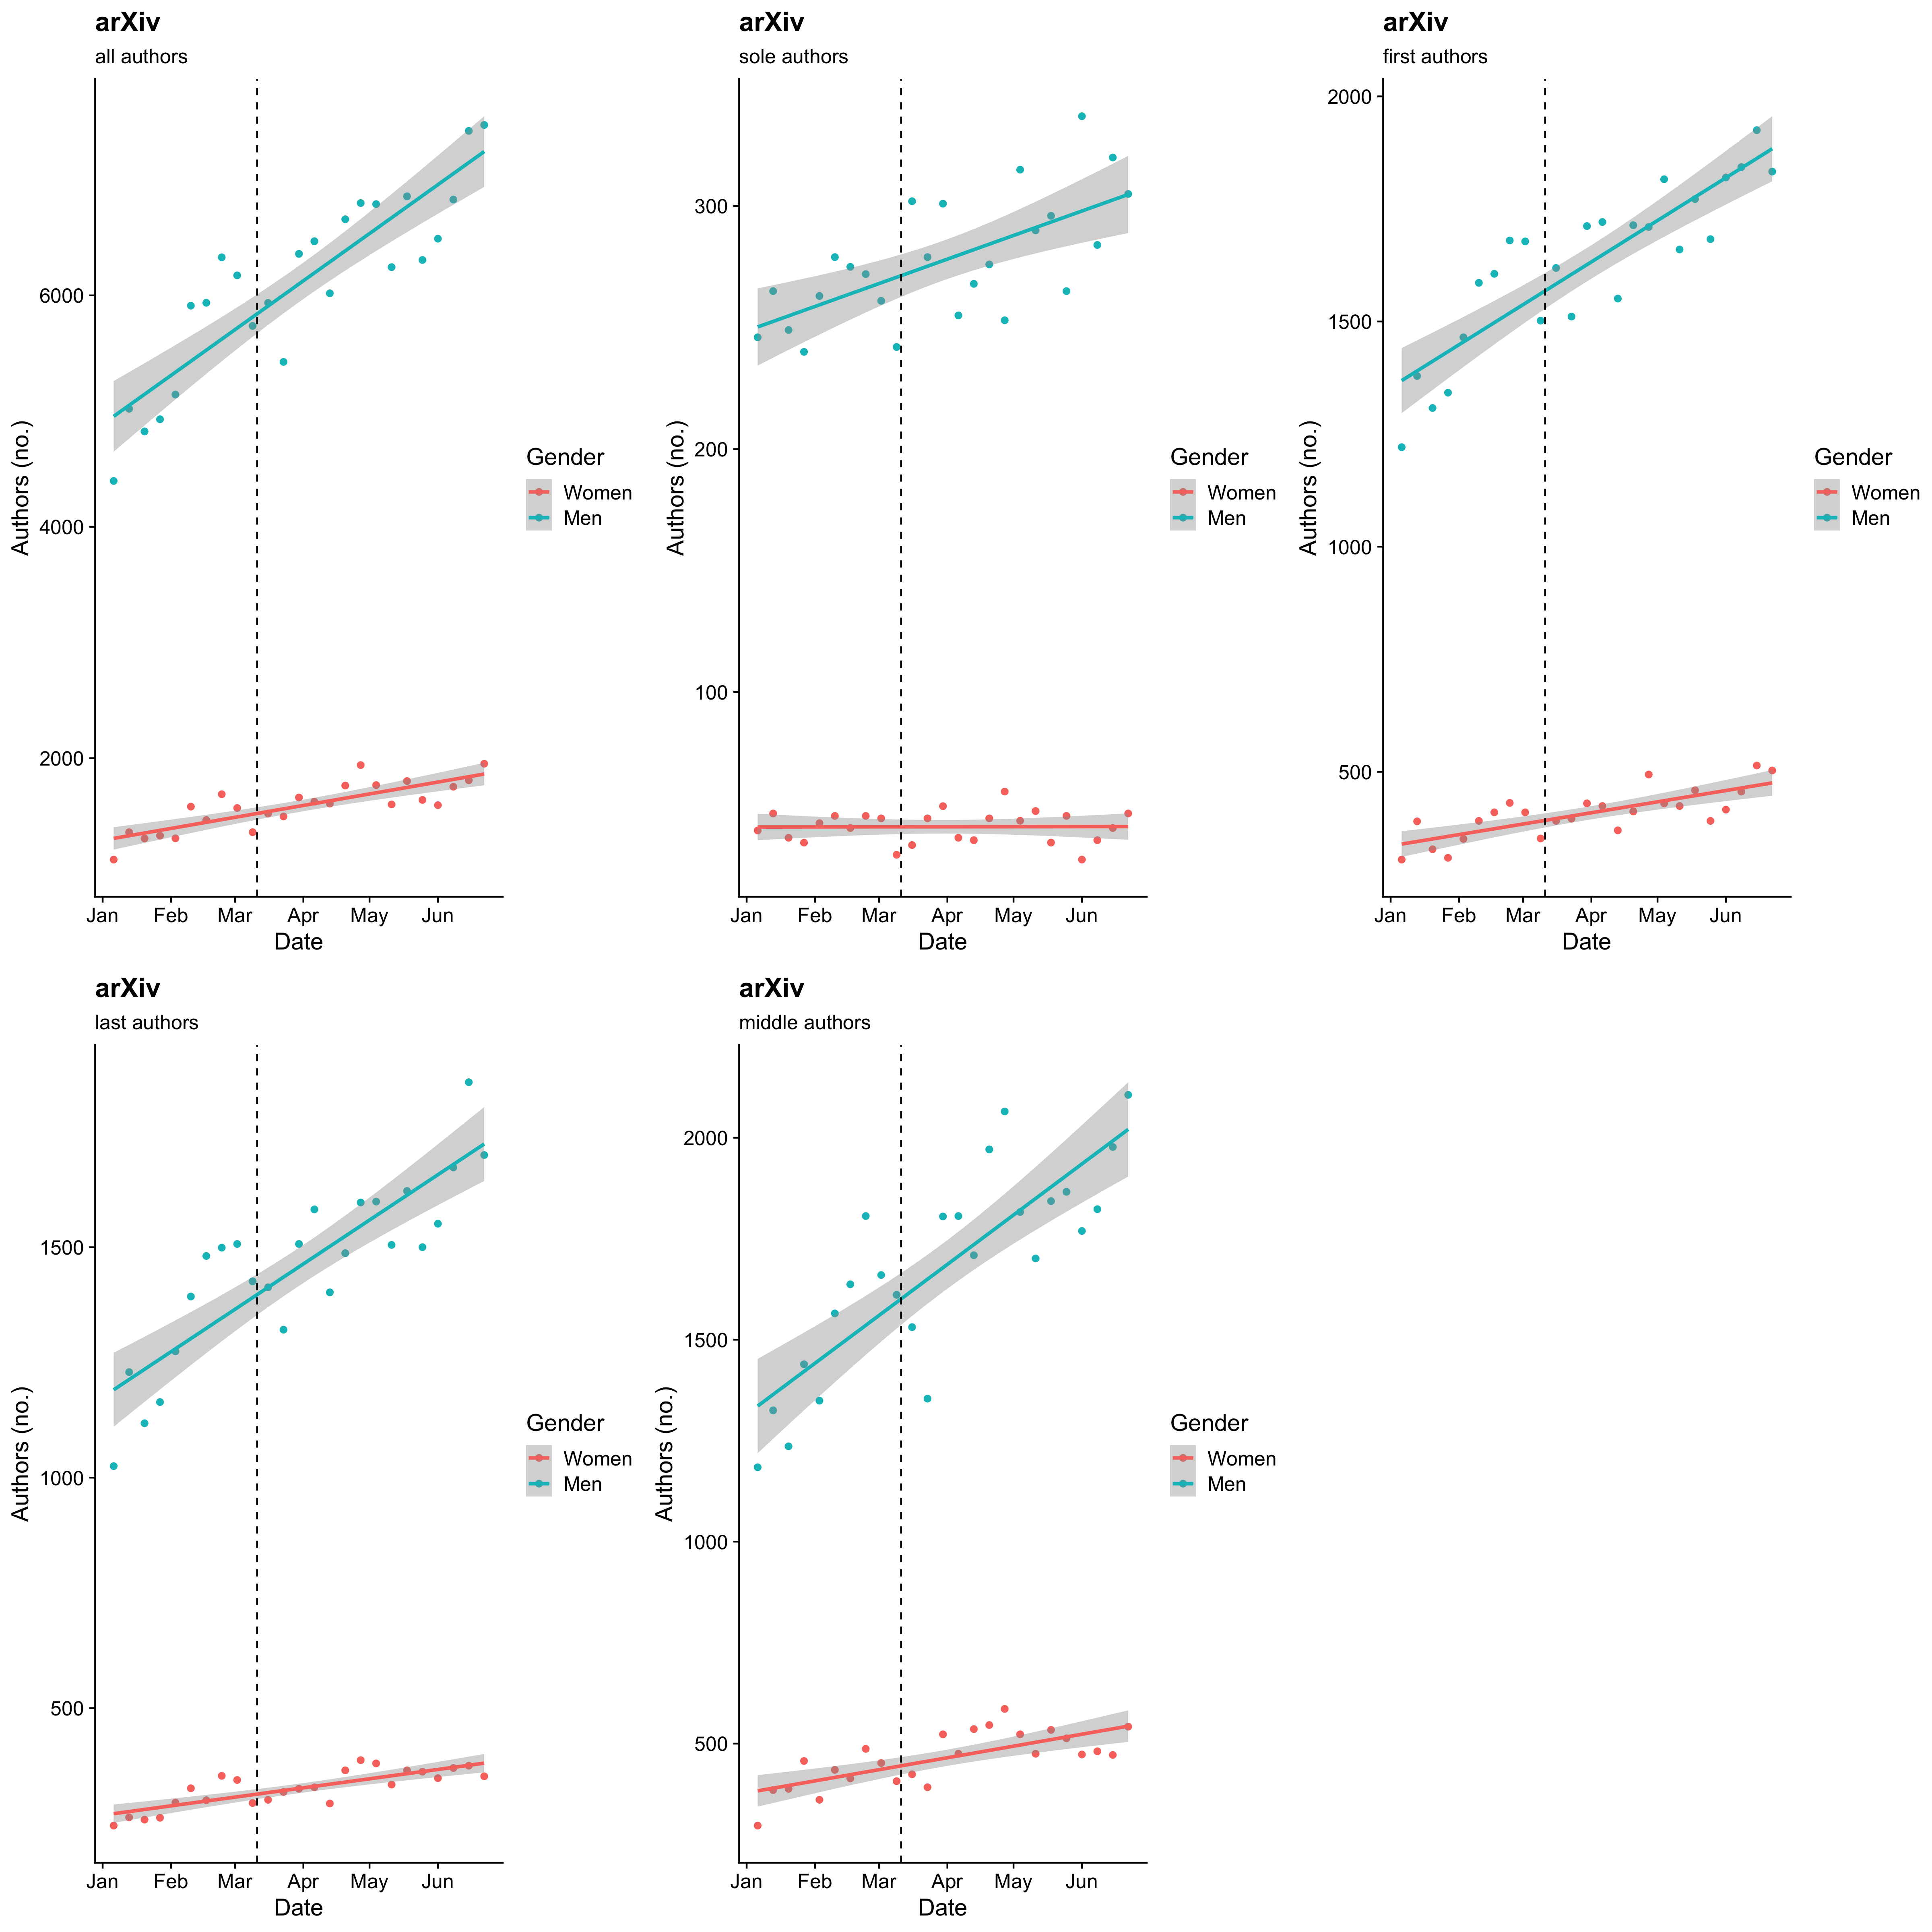 arXiv
all authors
Authors (no.)
6000
4000
2000
Jan Feb Mar Apr May Jun
Date
Gender
Women
Men
arXiv
sole authors
Authors (no.)
300
200
100
Jan Feb Mar Apr May Jun
Date
Gender
Women
Men
arXiv
first authors
Authors (no.)
2000
1500
1000
500
Jan Feb Mar Apr May Jun
Date
Gender
Women
Men
arXiv
last authors
Authors (no.)
1500
1000
500
Jan Feb Mar Apr May Jun
Date
Gender
Women
Men
arXiv
middle authors
Authors (no.)
2000
1500
1000
500
Jan Feb Mar Apr May Jun
Date
Gender
Women
Men